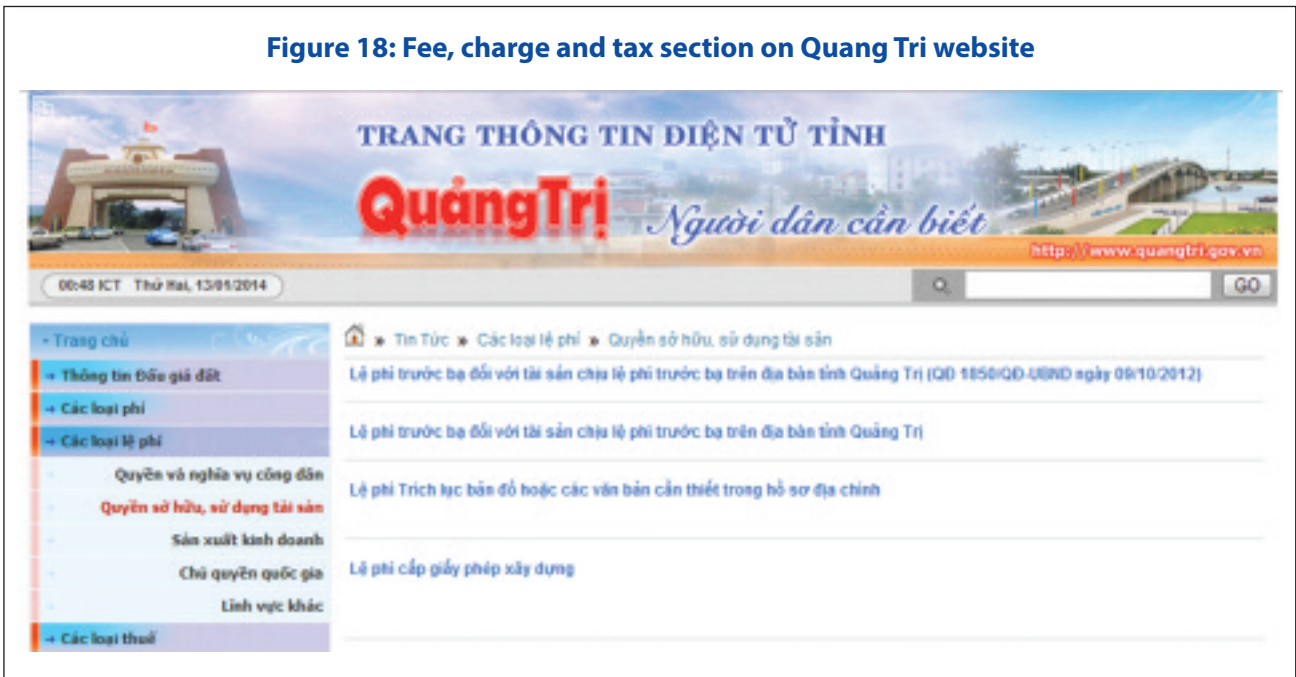 Figure 18: Fee, charge and tax section on Quang Tri website
TRANG THÔNG TIN ĐIỆN TỬ TỈNH
QuảngTrị Người dân cần biết
http://www.quangtri.gov.vn
00:48 ICT Thứ Hai, 13/01/2014
GO
Trang chủ
Thông tin Đấu giá đất
Các loại phí
Các loại lệ phí
Quyền và nghĩa vụ công dân
Quyền sở hữu, sử dụng tài sản
Sản xuất kinh doanh
Chủ quyền quốc gia
Lĩnh vực khác
Các loại thuế
» Tin Tức » Các loại lệ phí » Quyền sở hữu, sử dụng tài sản
Lệ phí trước bạ đối với tài sản chịu lệ phí trước bạ trên địa bàn tỉnh Quảng Trị (QĐ 1850/QĐ-UBND ngày 09/10/2012)
Lệ phí trước bạ đối với tài sản chịu lệ phí trước bạ trên địa bàn tỉnh Quảng Trị
Lệ phí Trích lục bản đồ hoặc các văn bản cần thiết trong hồ sơ địa chính
Lệ phí cấp giấy phép xây dựng